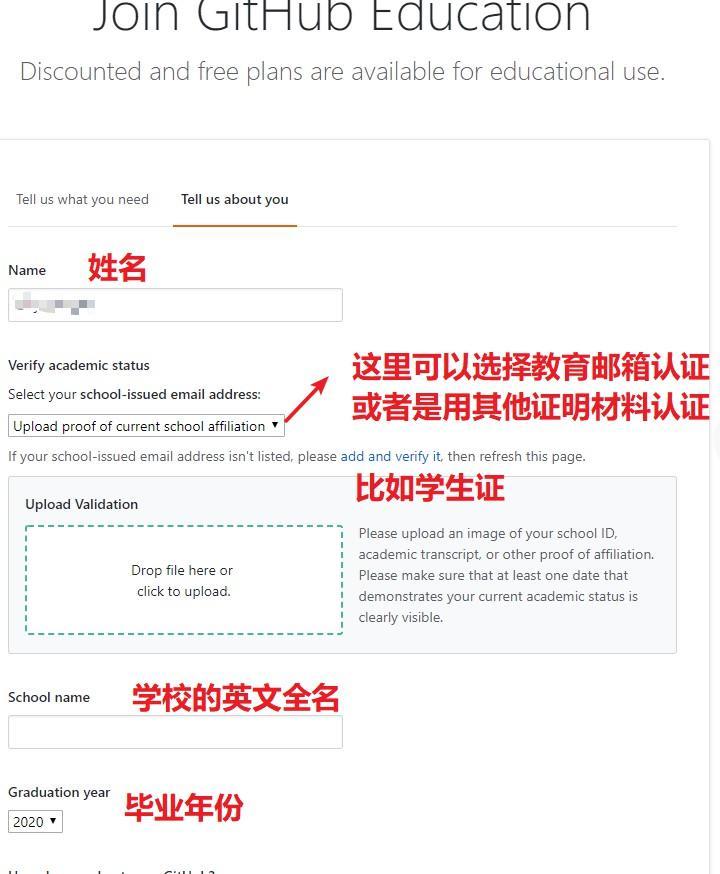 Join GitHub Education
Discounted and free plans are available for educational use.
Tell us what you need
Tell us about you
Name
姓名
Verify academic status
这里可以选择教育邮箱认证
Select your school-issued email address:
或者是用其他证明材料认证
Upload proof of current school affiliation
If your school-issued email address isn't listed, please add and verify it, then refresh this page.
比如学生证
Upload Validation
Drop file here or
click to upload.
Please upload an image of your school ID,
academic transcript, or other proof of affiliation.
Please make sure that at least one date that
demonstrates your current academic status is
clearly visible.
School name
学校的英文全名
Graduation year
毕业年份
2020